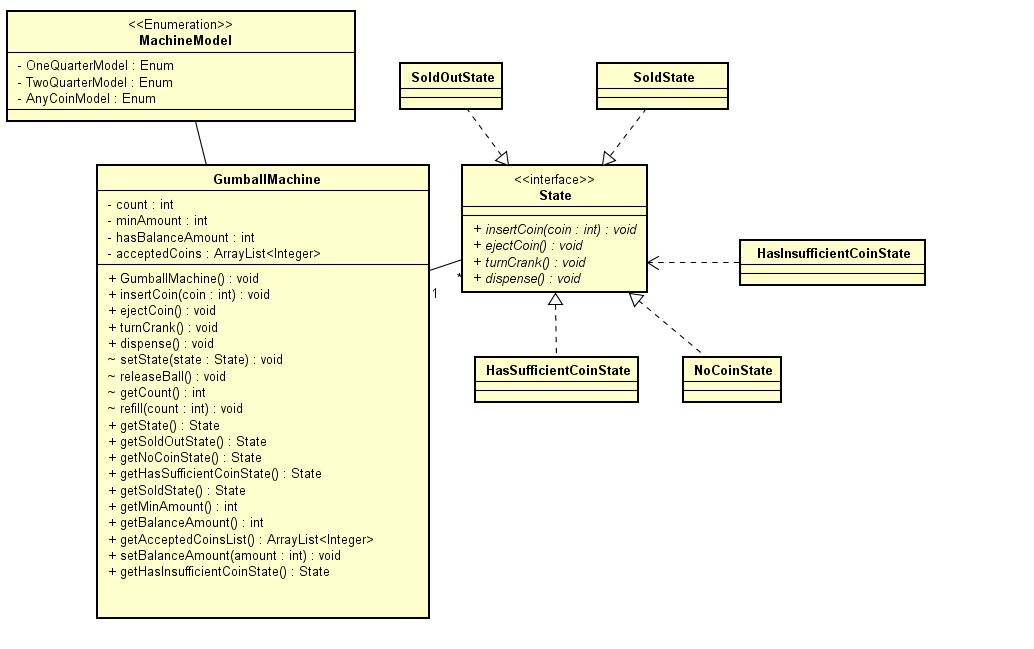 <<Enumeration>>
MachineModel
- OneQuarterModel : Enum
- TwoQuarterModel : Enum
- AnyCoinModel : Enum
SoldOutState
SoldState
GumballMachine
- count : int
- minAmount : int
- hasBalanceAmount : int
- acceptedCoins : ArrayList<Integer>
+ GumballMachine() : void
+ insertCoin(coin : int) : void
+ ejectCoin() : void
+ turnCrank() : void
+ dispense() : void
~ setState(state : State) : void
~ releaseBall() : void
~ getCount() : int
~ refill(count : int) : void
+ getState() : State
+ getSoldOutState() : State
+ getNoCoinState() : State
+ getHasSufficientCoinState() : State
+ getSoldState() : State
+ getMinAmount() : int
+ getBalanceAmount() : int
+ getAcceptedCoinsList() : ArrayList<Integer>
+ setBalanceAmount(amount : int) : void
+ getHasInsufficientCoinState() : State
1
*
<<interface>>
State
+ insertCoin(coin : int) : void
+ ejectCoin() : void
+ turnCrank() : void
+ dispense() : void
HasInsufficientCoinState
HasSufficientCoinState
NoCoinState